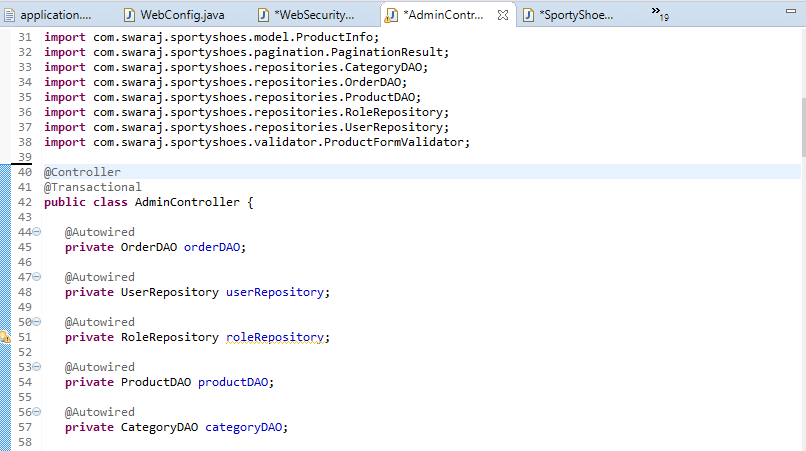 application.... WebConfig.java *WebSecurity... *AdminContr... *SportyShoe... »19
31 import com.swaraj.sportyshoes.model.ProductInfo;
32 import com.swaraj.sportyshoes.pagination.PaginationResult;
33 import com.swaraj.sportyshoes.repositories.CategoryDAO;
34 import com.swaraj.sportyshoes.repositories.OrderDAO;
35 import com.swaraj.sportyshoes.repositories.ProductDAO;
36 import com.swaraj.sportyshoes.repositories.RoleRepository;
37 import com.swaraj.sportyshoes.repositories.UserRepository;
38 import com.swaraj.sportyshoes.validator.ProductFormValidator;
39
40 @Controller
41 @Transactional
42 public class AdminController {
43
44 @Autowired
45 private OrderDAO orderDAO;
46
47 @Autowired
48 private UserRepository userRepository;
49
50 @Autowired
51 private RoleRepository roleRepository;
52
53 @Autowired
54 private ProductDAO productDAO;
55
56 @Autowired
57 private CategoryDAO categoryDAO;
58